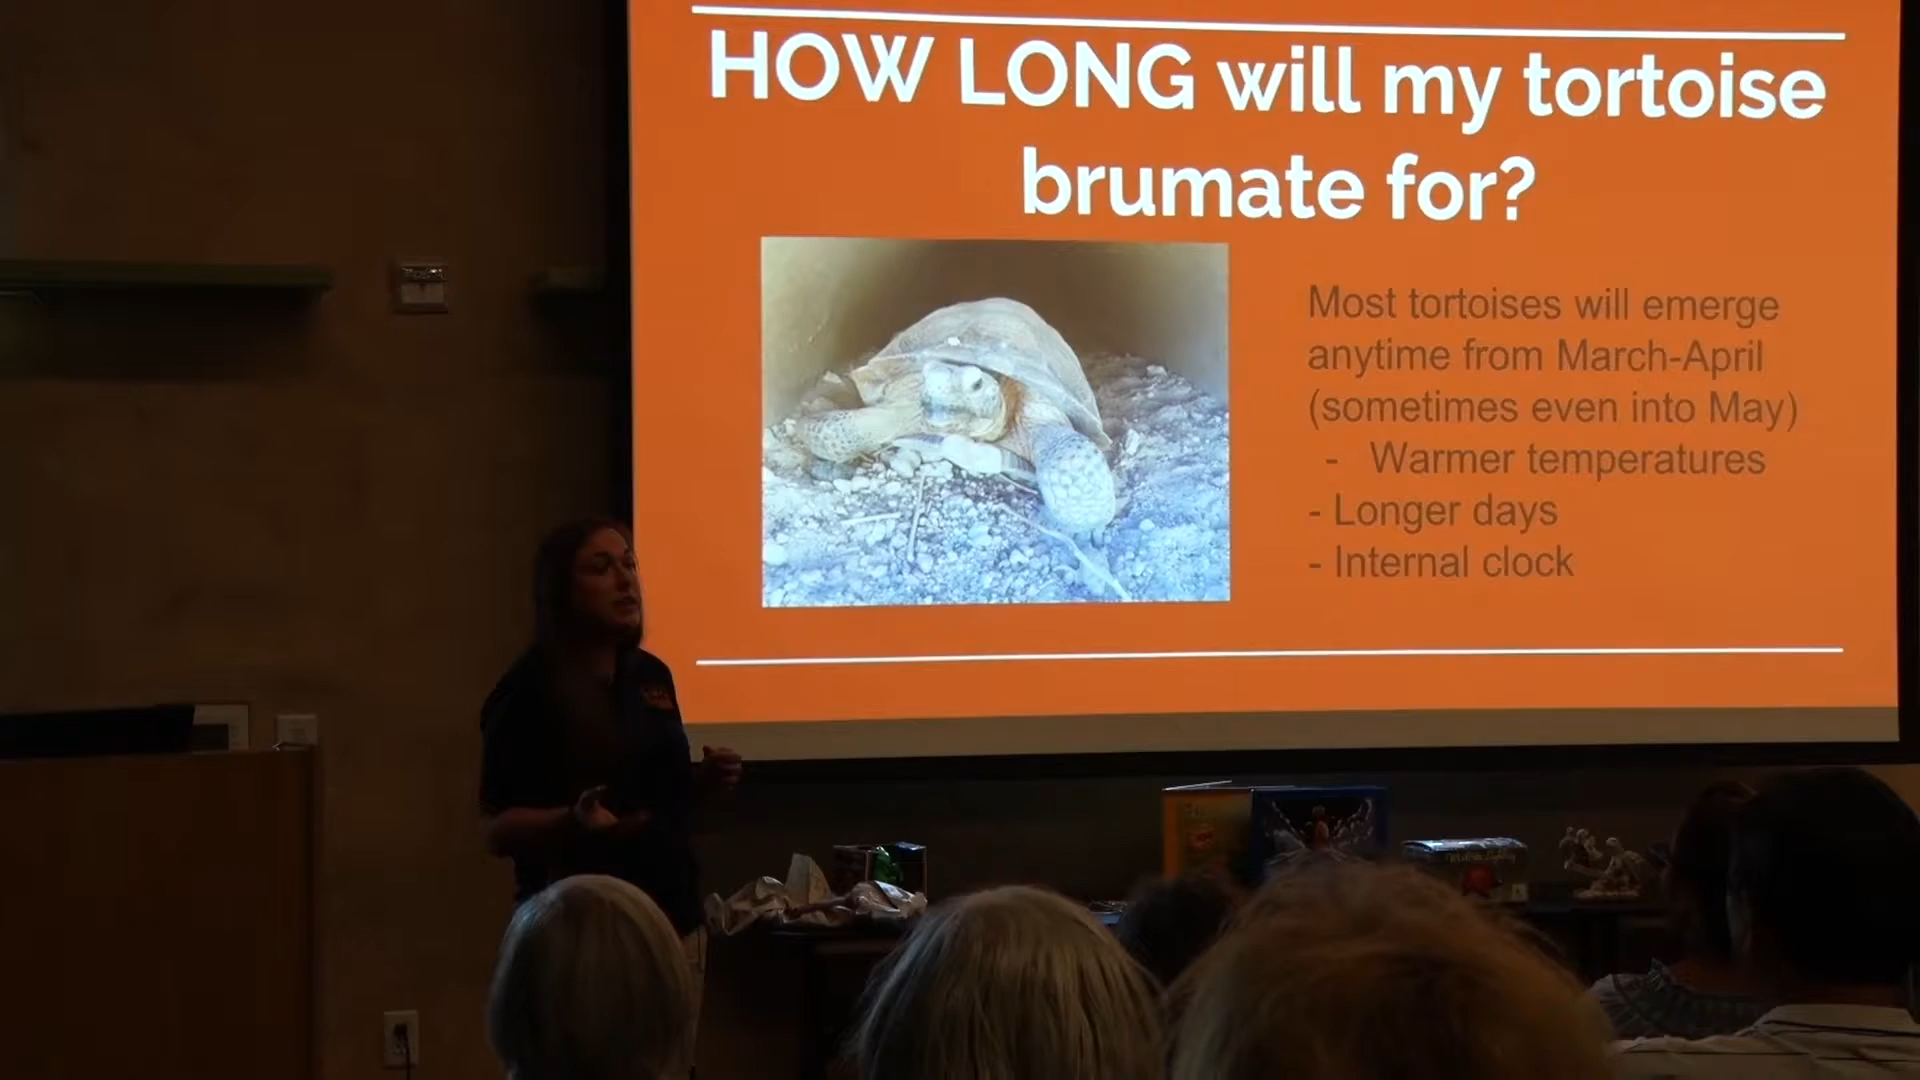 HOW LONG will my tortoise
brumate for?
Most tortoises will emerge
anytime from March-April
(sometimes even into May)
- Warmer temperatures
- Longer days
- Internal clock